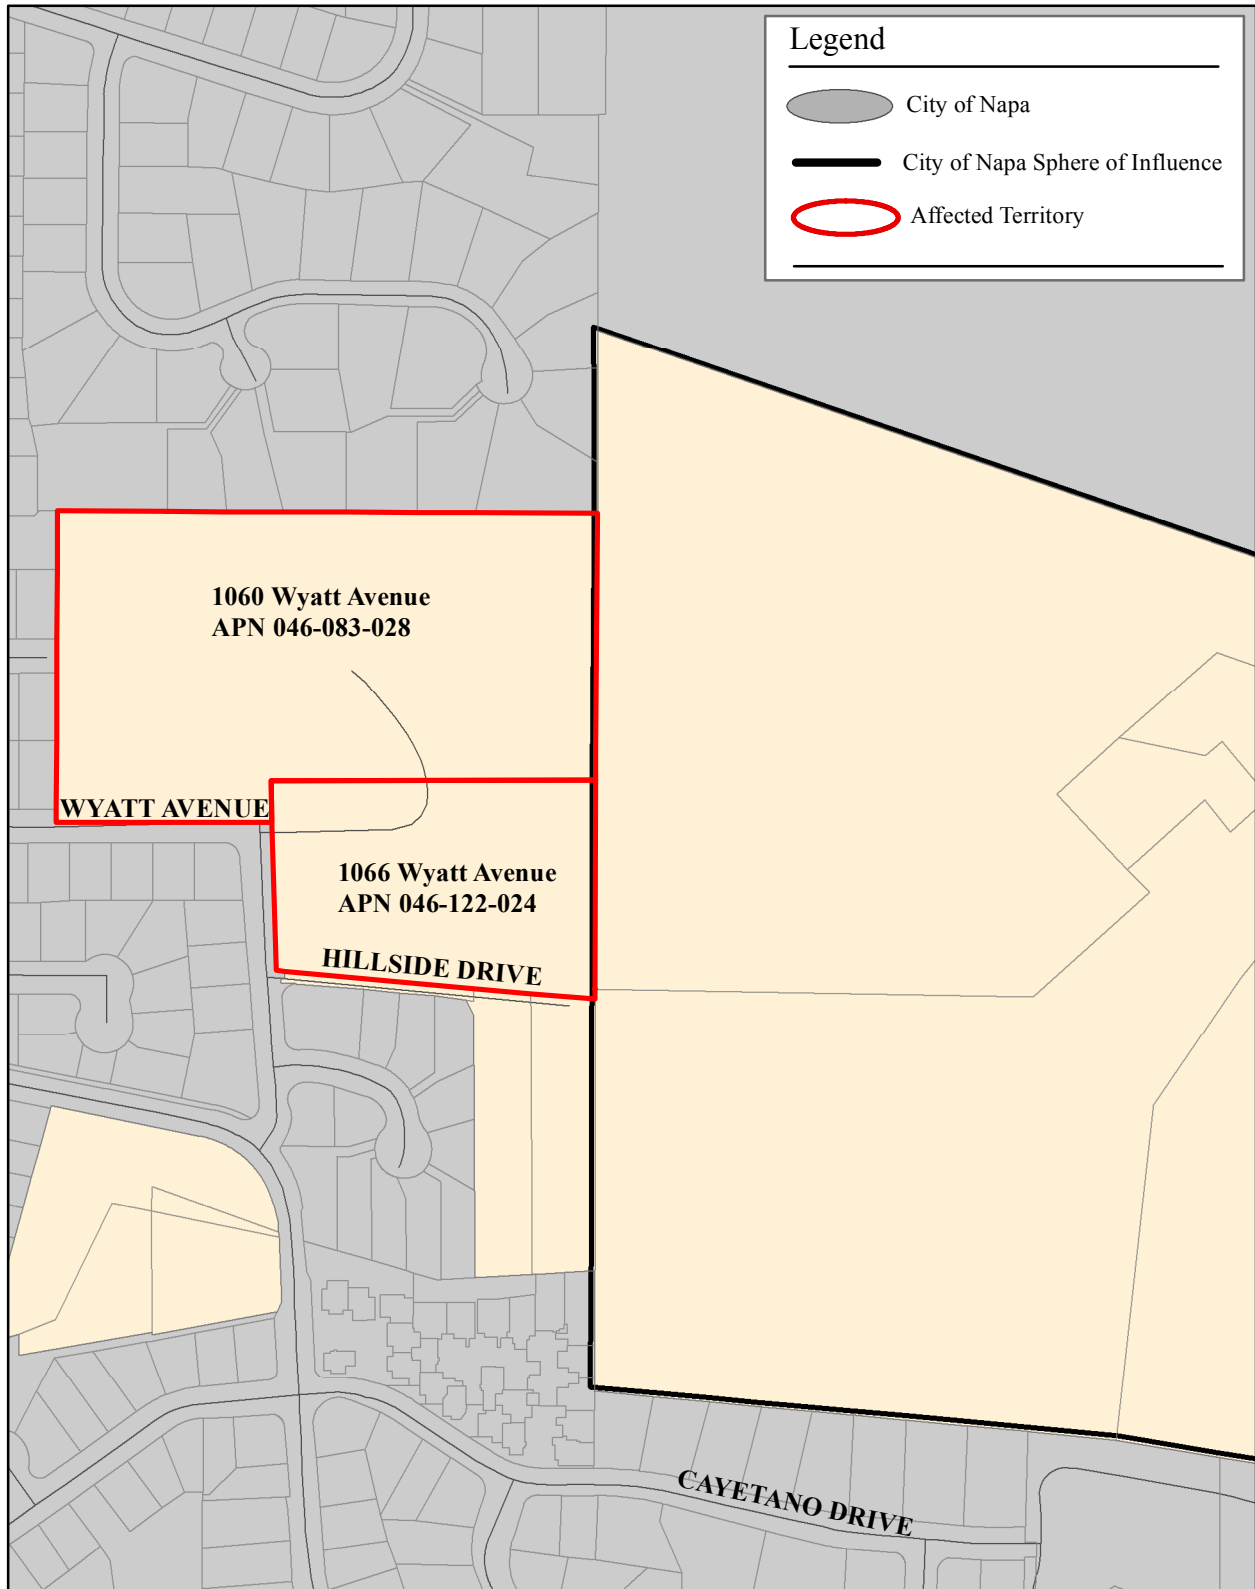 Legend
City of Napa
City of Napa Sphere of Influence
Affected Territory
1060 Wyatt Avenue
APN 046-083-028
WYATT AVENUE
1066 Wyatt Avenue
APN 046-122-024
HILLSIDE DRIVE
CAYETANO DRIVE